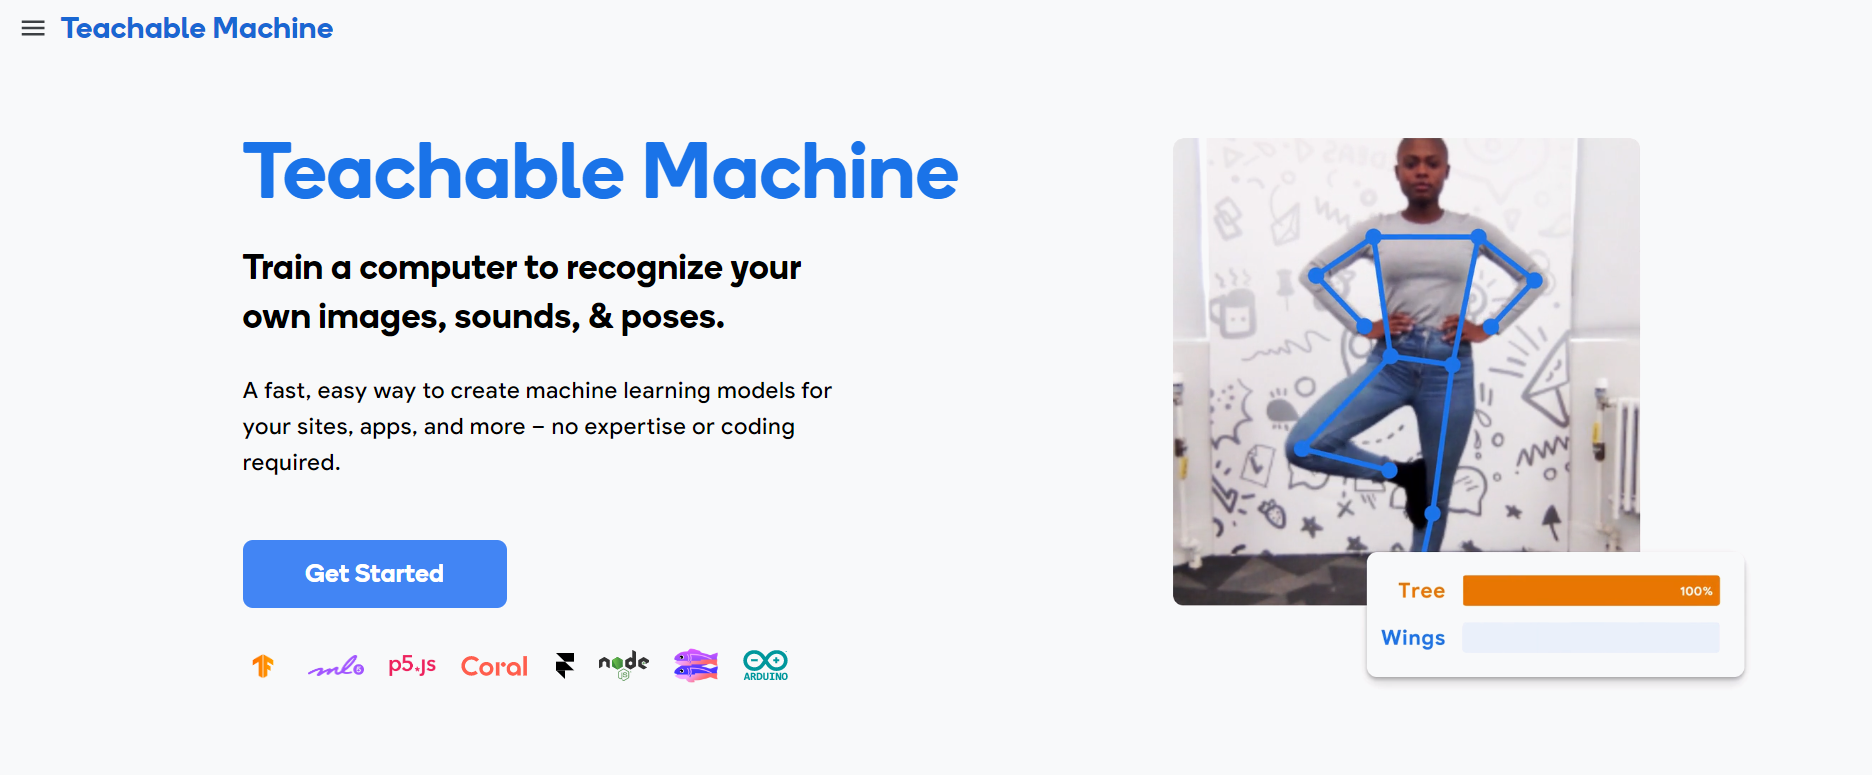 Teachable Machine
Teachable Machine
Train a computer to recognize your
own images, sounds, & poses.
A fast, easy way to create machine learning models for
your sites, apps, and more – no expertise or coding
required.
Get Started
ml5 p5.js Coral node JS ARDUINO
Tree 100%
Wings